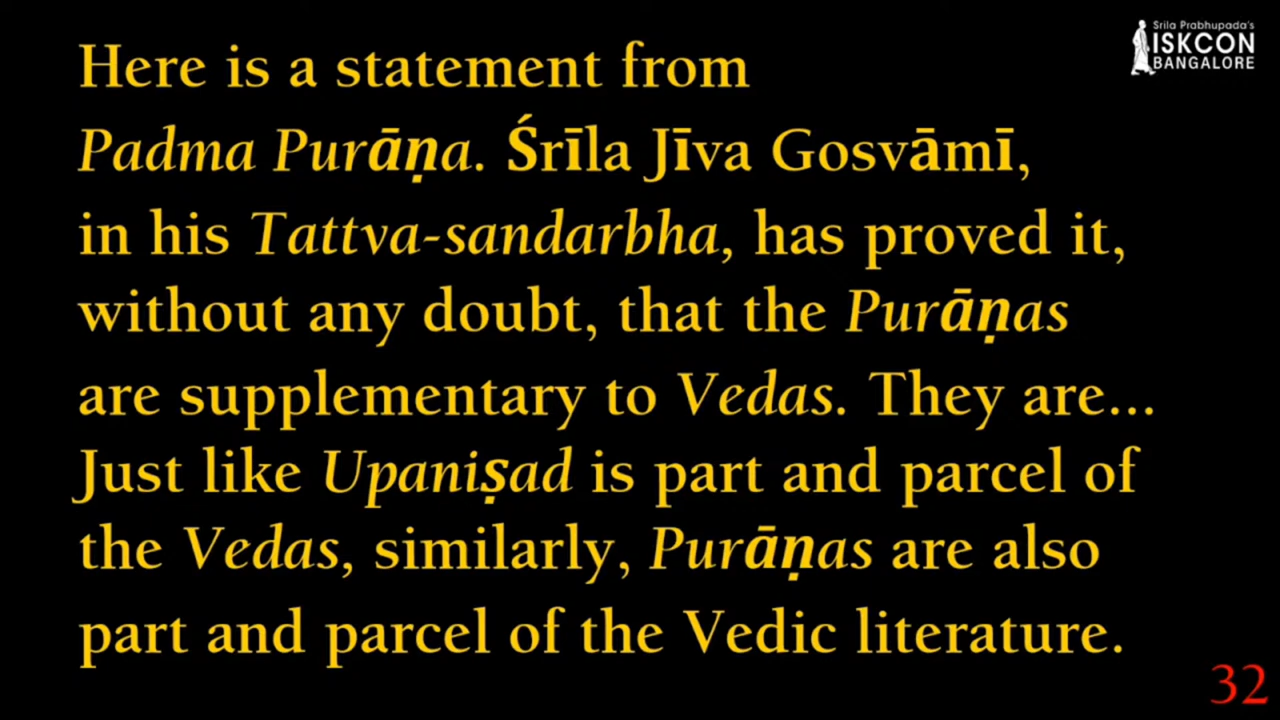 Srila Prabhupada's
ISKCON
BANGALORE
Here is a statement from
Padma Purāṇa. Śrīla Jīva Gosvāmī,
in his Tattva-sandarbha, has proved it,
without any doubt, that the Purāṇas
are supplementary to Vedas. They are...
Just like Upaniṣad is part and parcel of
the Vedas, similarly, Purāṇas are also
part and parcel of the Vedic literature.
32